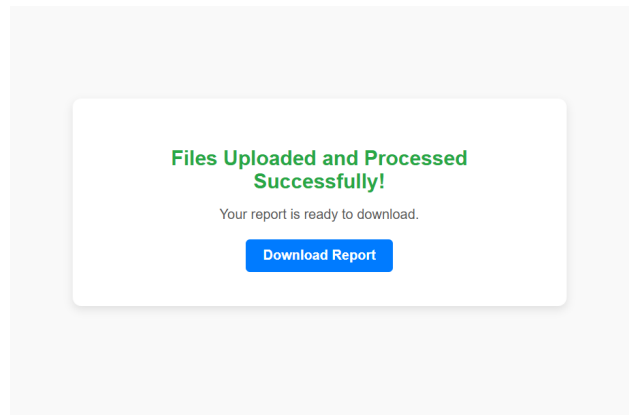 Files Uploaded and Processed
Successfully!
Your report is ready to download.
Download Report